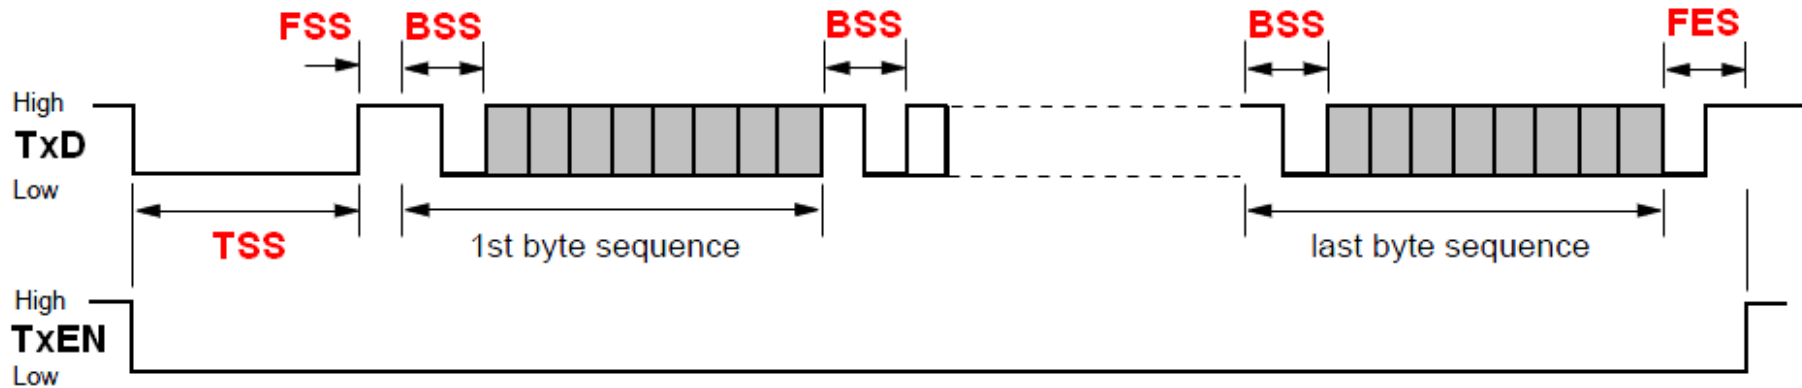 FSS BSS BSS BSS FES
High
TxD
Low
TSS 1st byte sequence last byte sequence
High
TxEN
Low